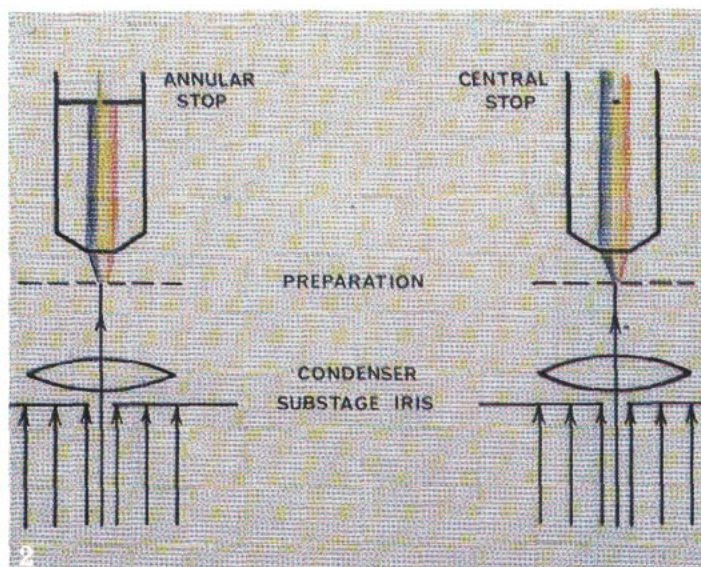 ANNULAR
STOP
CENTRAL
STOP
PREPARATION
CONDENSER
SUBSTAGE IRIS
2